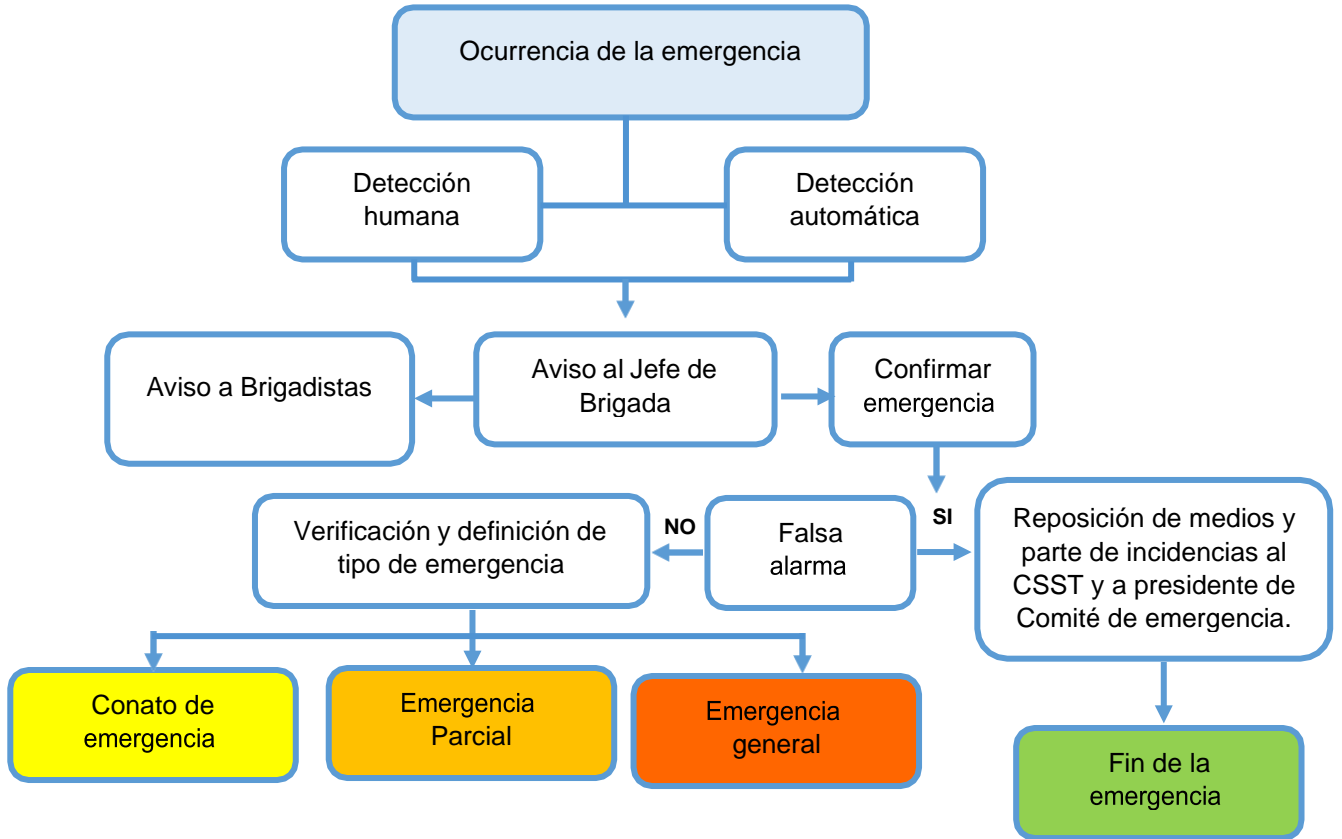 Ocurrencia de la emergencia
Detección
humana
Detección
automática
Aviso a Brigadistas
Aviso al Jefe de
Brigada
Confirmar
emergencia
Verificación y definición de
tipo de emergencia
NO
Falsa
alarma
SI
Reposición de medios y
parte de incidencias al
CSST y a presidente de
Comité de emergencia.
Conato de
emergencia
Emergencia
Parcial
Emergencia
general
Fin de la
emergencia